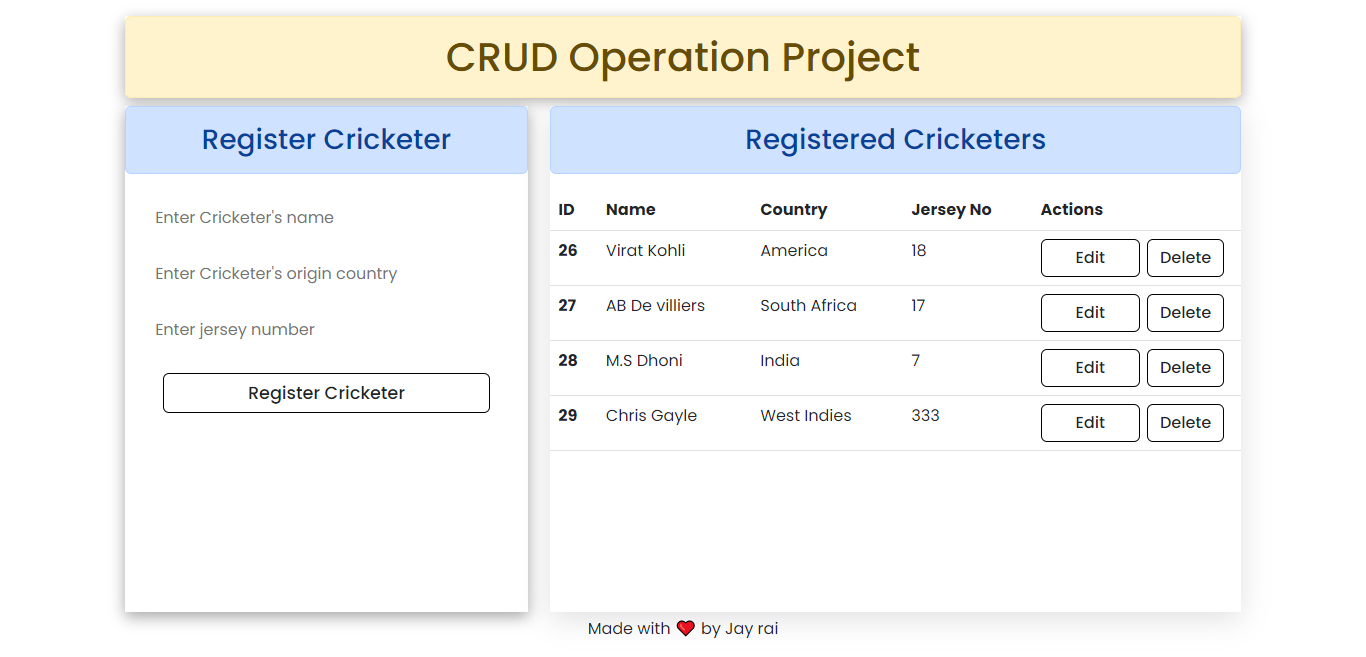 CRUD Operation Project
Register Cricketer
Enter Cricketer's name
Enter Cricketer's origin country
Enter jersey number
Register Cricketer
Registered Cricketers
ID Name Country Jersey No Actions
26 Virat Kohli America 18 Edit Delete
27 AB De villiers South Africa 17 Edit Delete
28 M.S Dhoni India 7 Edit Delete
29 Chris Gayle West Indies 333 Edit Delete
Made with ❤ by Jay rai